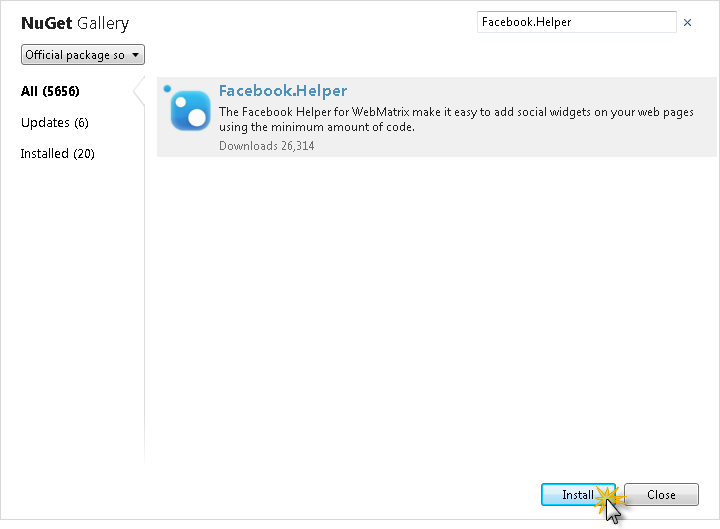 NuGet Gallery
Facebook.Helper
Official package so
All (5656)
Updates (6)
Installed (20)
Facebook.Helper
The Facebook Helper for WebMatrix make it easy to add social widgets on your web pages
using the minimum amount of code.
Downloads 26,314
Install
Close